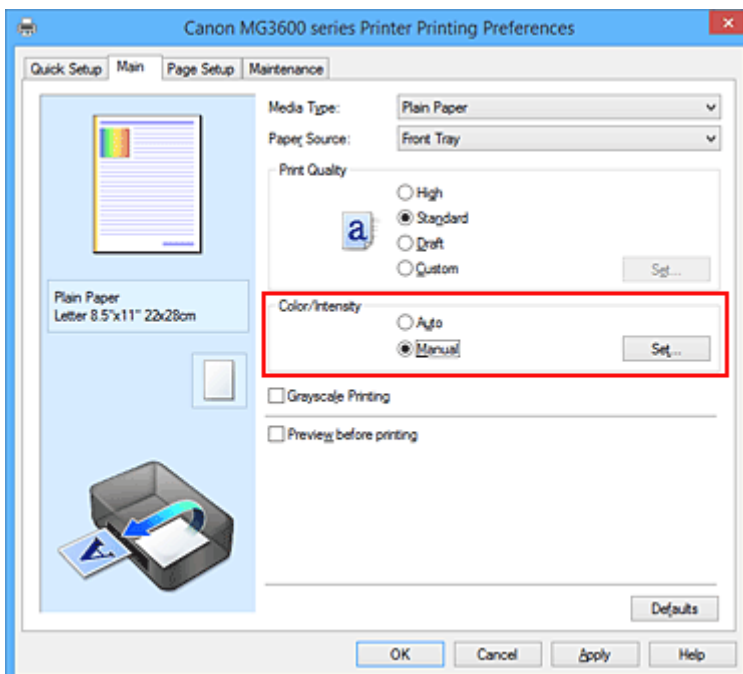 Canon MG3600 series Printer Printing Preferences
Quick Setup Main Page Setup Maintenance
Media Type: Plain Paper
Paper Source: Front Tray
Print Quality
High
Standard
Draft
Custom
Set...
a
Plain Paper
Letter 8.5"x11" 22x28cm
Color/Intensity
Auto
Manual
Set...
Grayscale Printing
Preview before printing
A
Defaults
OK Cancel Apply Help